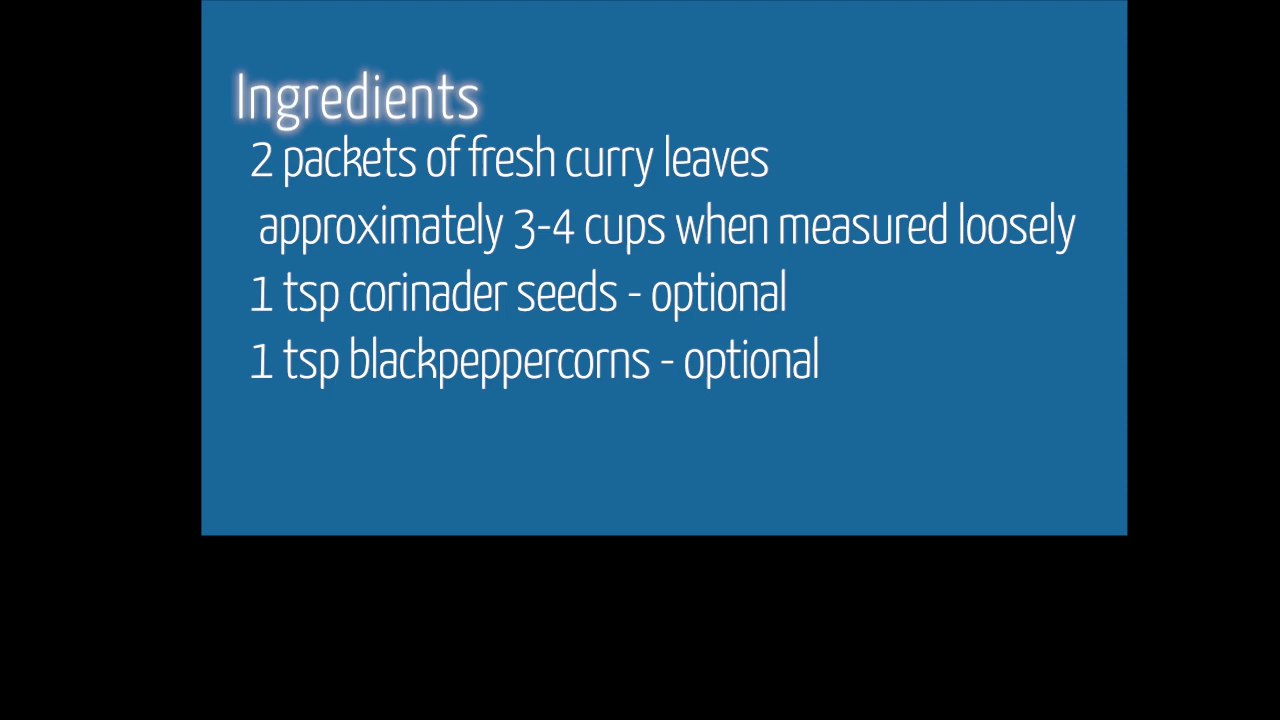 Ingredients
2 packets of fresh curry leaves
approximately 3-4 cups when measured loosely
1 tsp corinader seeds - optional
1 tsp blackpeppercorns - optional